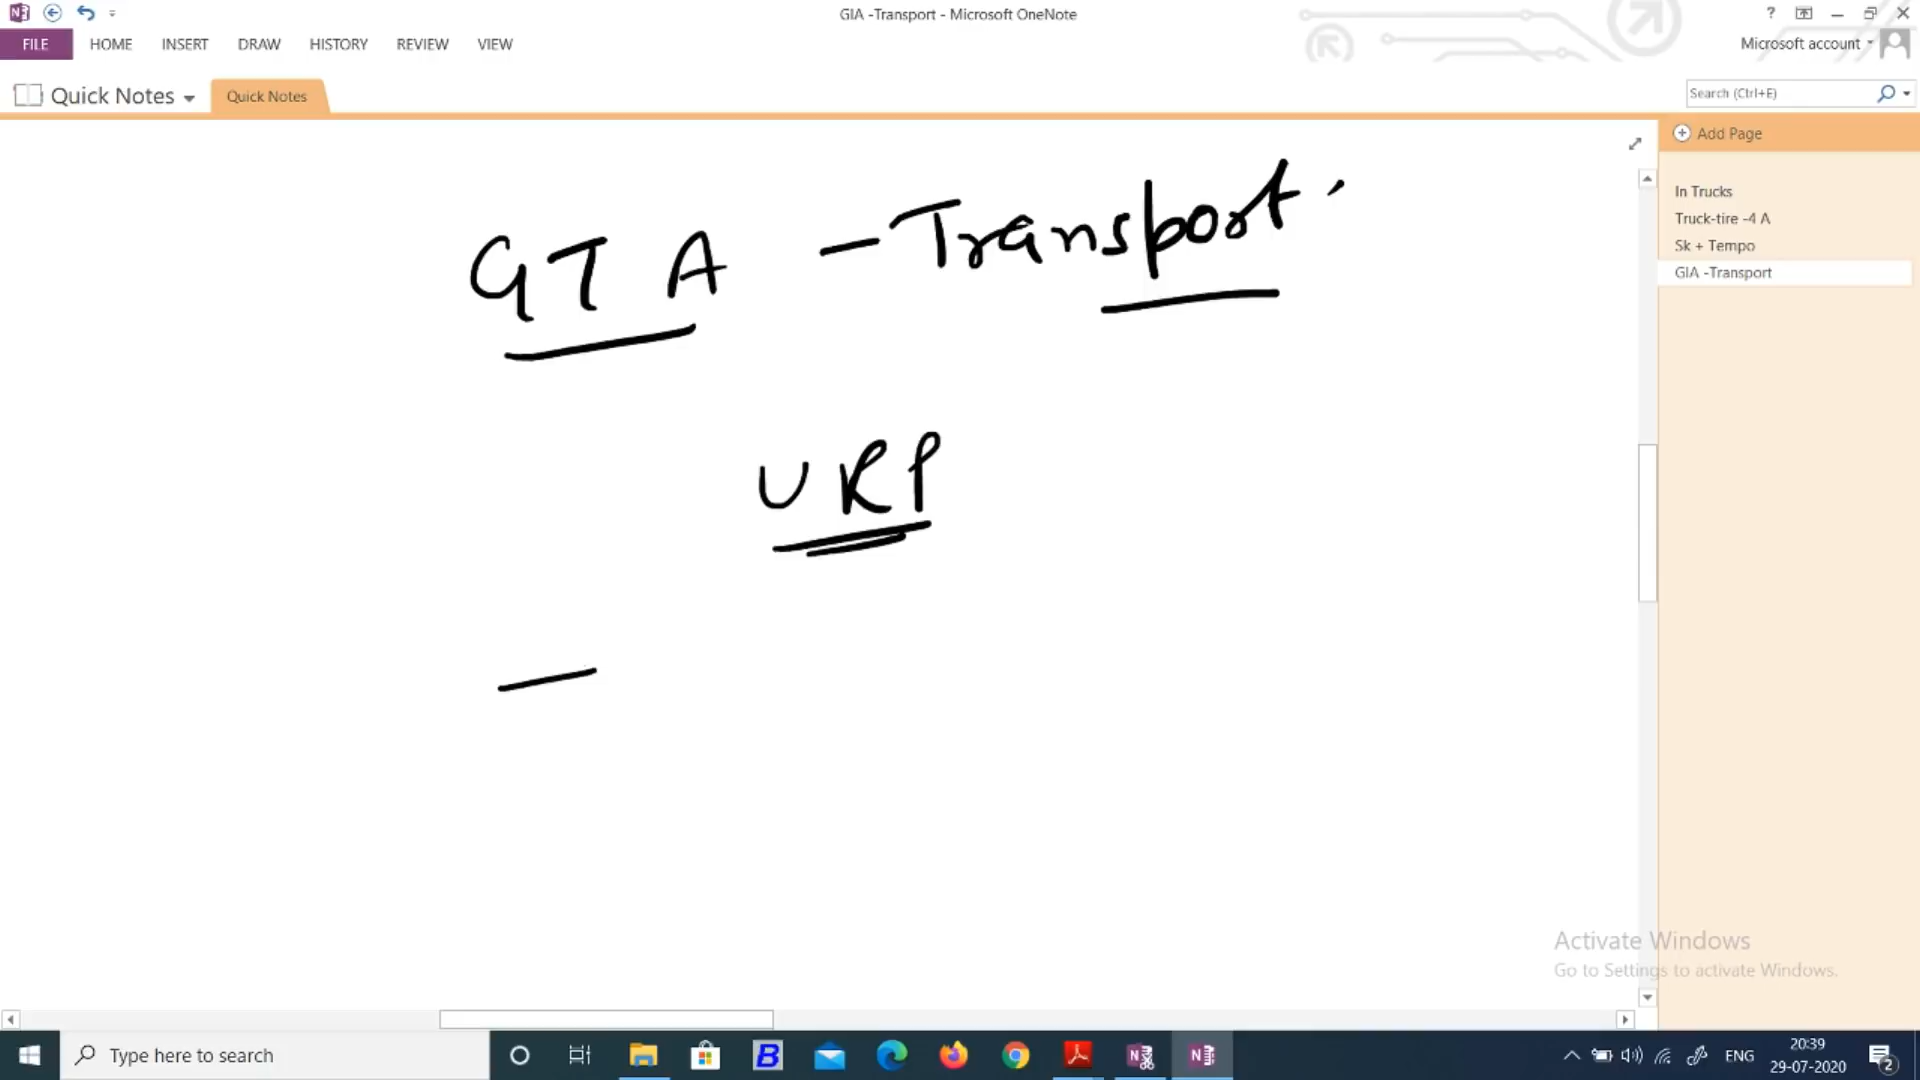 GIA -Transport - Microsoft OneNote
?
FILE HOME INSERT DRAW HISTORY REVIEW VIEW
Microsoft account
Quick Notes
Quick Notes
Search (Ctrl+E)
Add Page
In Trucks
Truck-tire -4 A
Sk + Tempo
GIA -Transport
GTA - Transport
URP
Activate Windows
Go to Settings to activate Windows.
Type here to search
ENG
20:39
29-07-2020
2